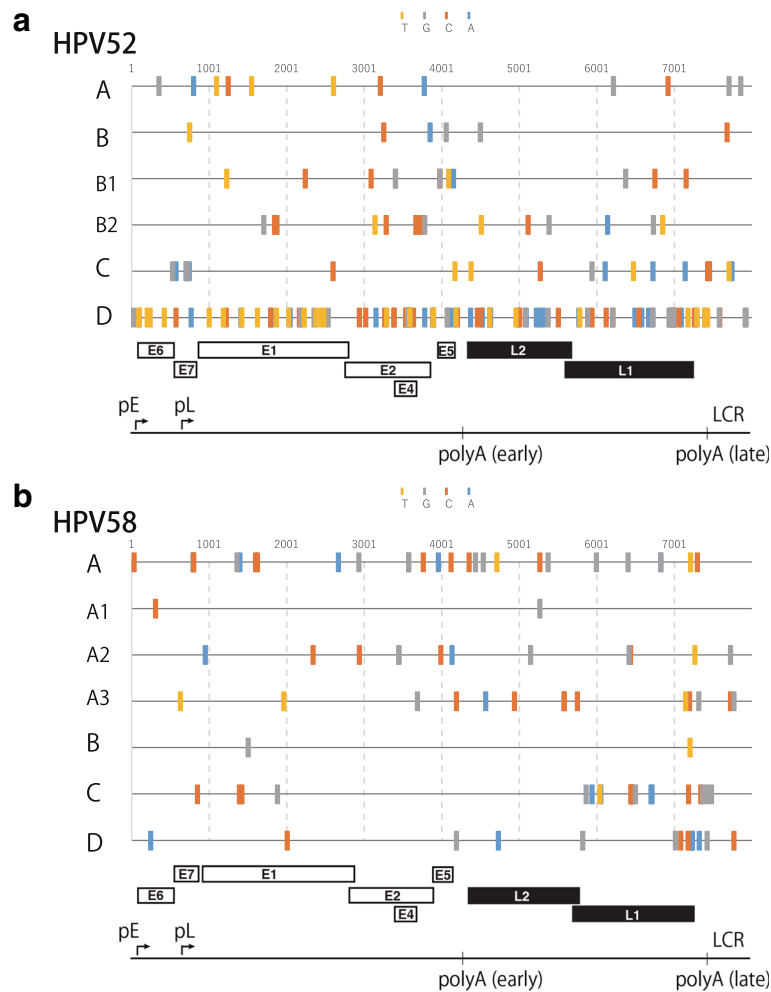 a
HPV52
T G C A
1 1001 2001 3001 4001 5001 6001 7001
A
B
B1
B2
C
D
E6 E1 E5 L2
E7 E2 L1
E4
pE pL LCR
polyA (early) polyA (late)
b
HPV58
T G C A
1 1001 2001 3001 4001 5001 6001 7001
A
A1
A2
A3
B
C
D
E7 E1 E5
E6 E2 L2
E4 L1
pE pL LCR
polyA (early) polyA (late)